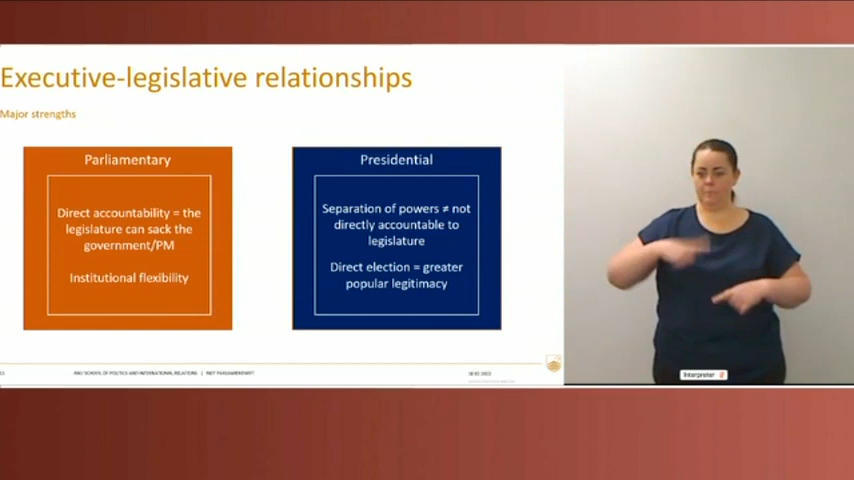 Executive-legislative relationships
Major strengths
Parliamentary
Direct accountability = the
legislature can sack the
government/PM
Institutional flexibility
Presidential
Separation of powers ≠ not
directly accountable to
legislature
Direct election = greater
popular legitimacy
ANU SCHOOL OF POLITICS AND INTERNATIONAL RELATIONS |
Interpreter